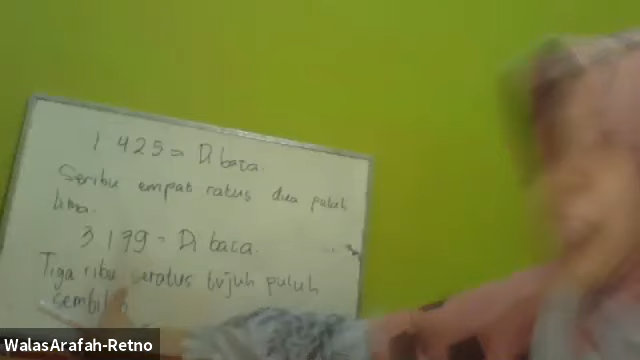 1 425 = Di baca.
Seribu empat ratus dua puluh
lima.
3 179 = Di baca.
Tiga ribu seratus tujuh puluh
WalasArafah-Retno